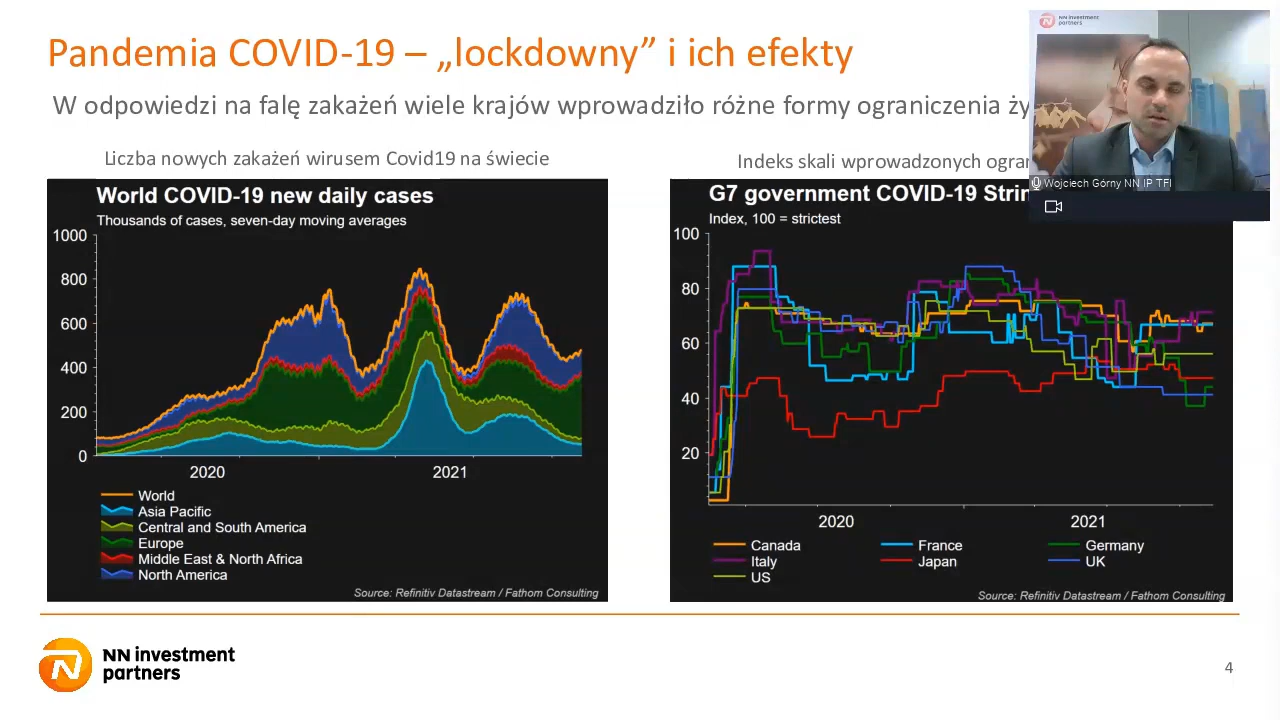 Pandemia COVID-19 – „lockdowny” i ich efekty
W odpowiedzi na falę zakażeń wiele krajów wprowadziło różne formy ograniczenia
NN investment
partners
Wojciech Górny NN IP TFI
Liczba nowych zakażeń wirusem Covid19 na świecie
World COVID-19 new daily cases
Thousands of cases, seven-day moving averages
1000
800
600
400
200
0
2020 2021
World
Asia Pacific
Central and South America
Europe
Middle East & North Africa
North America
Source: Refinitiv Datastream / Fathom Consulting
Indeks skali wprowadzonych
G7 government COVID-19
Index, 100 = strictest
100
80
60
40
20
2020 2021
Canada France Germany
Italy Japan UK
US
Source: Refinitiv Datastream / Fathom Consulting
NN investment
partners
4